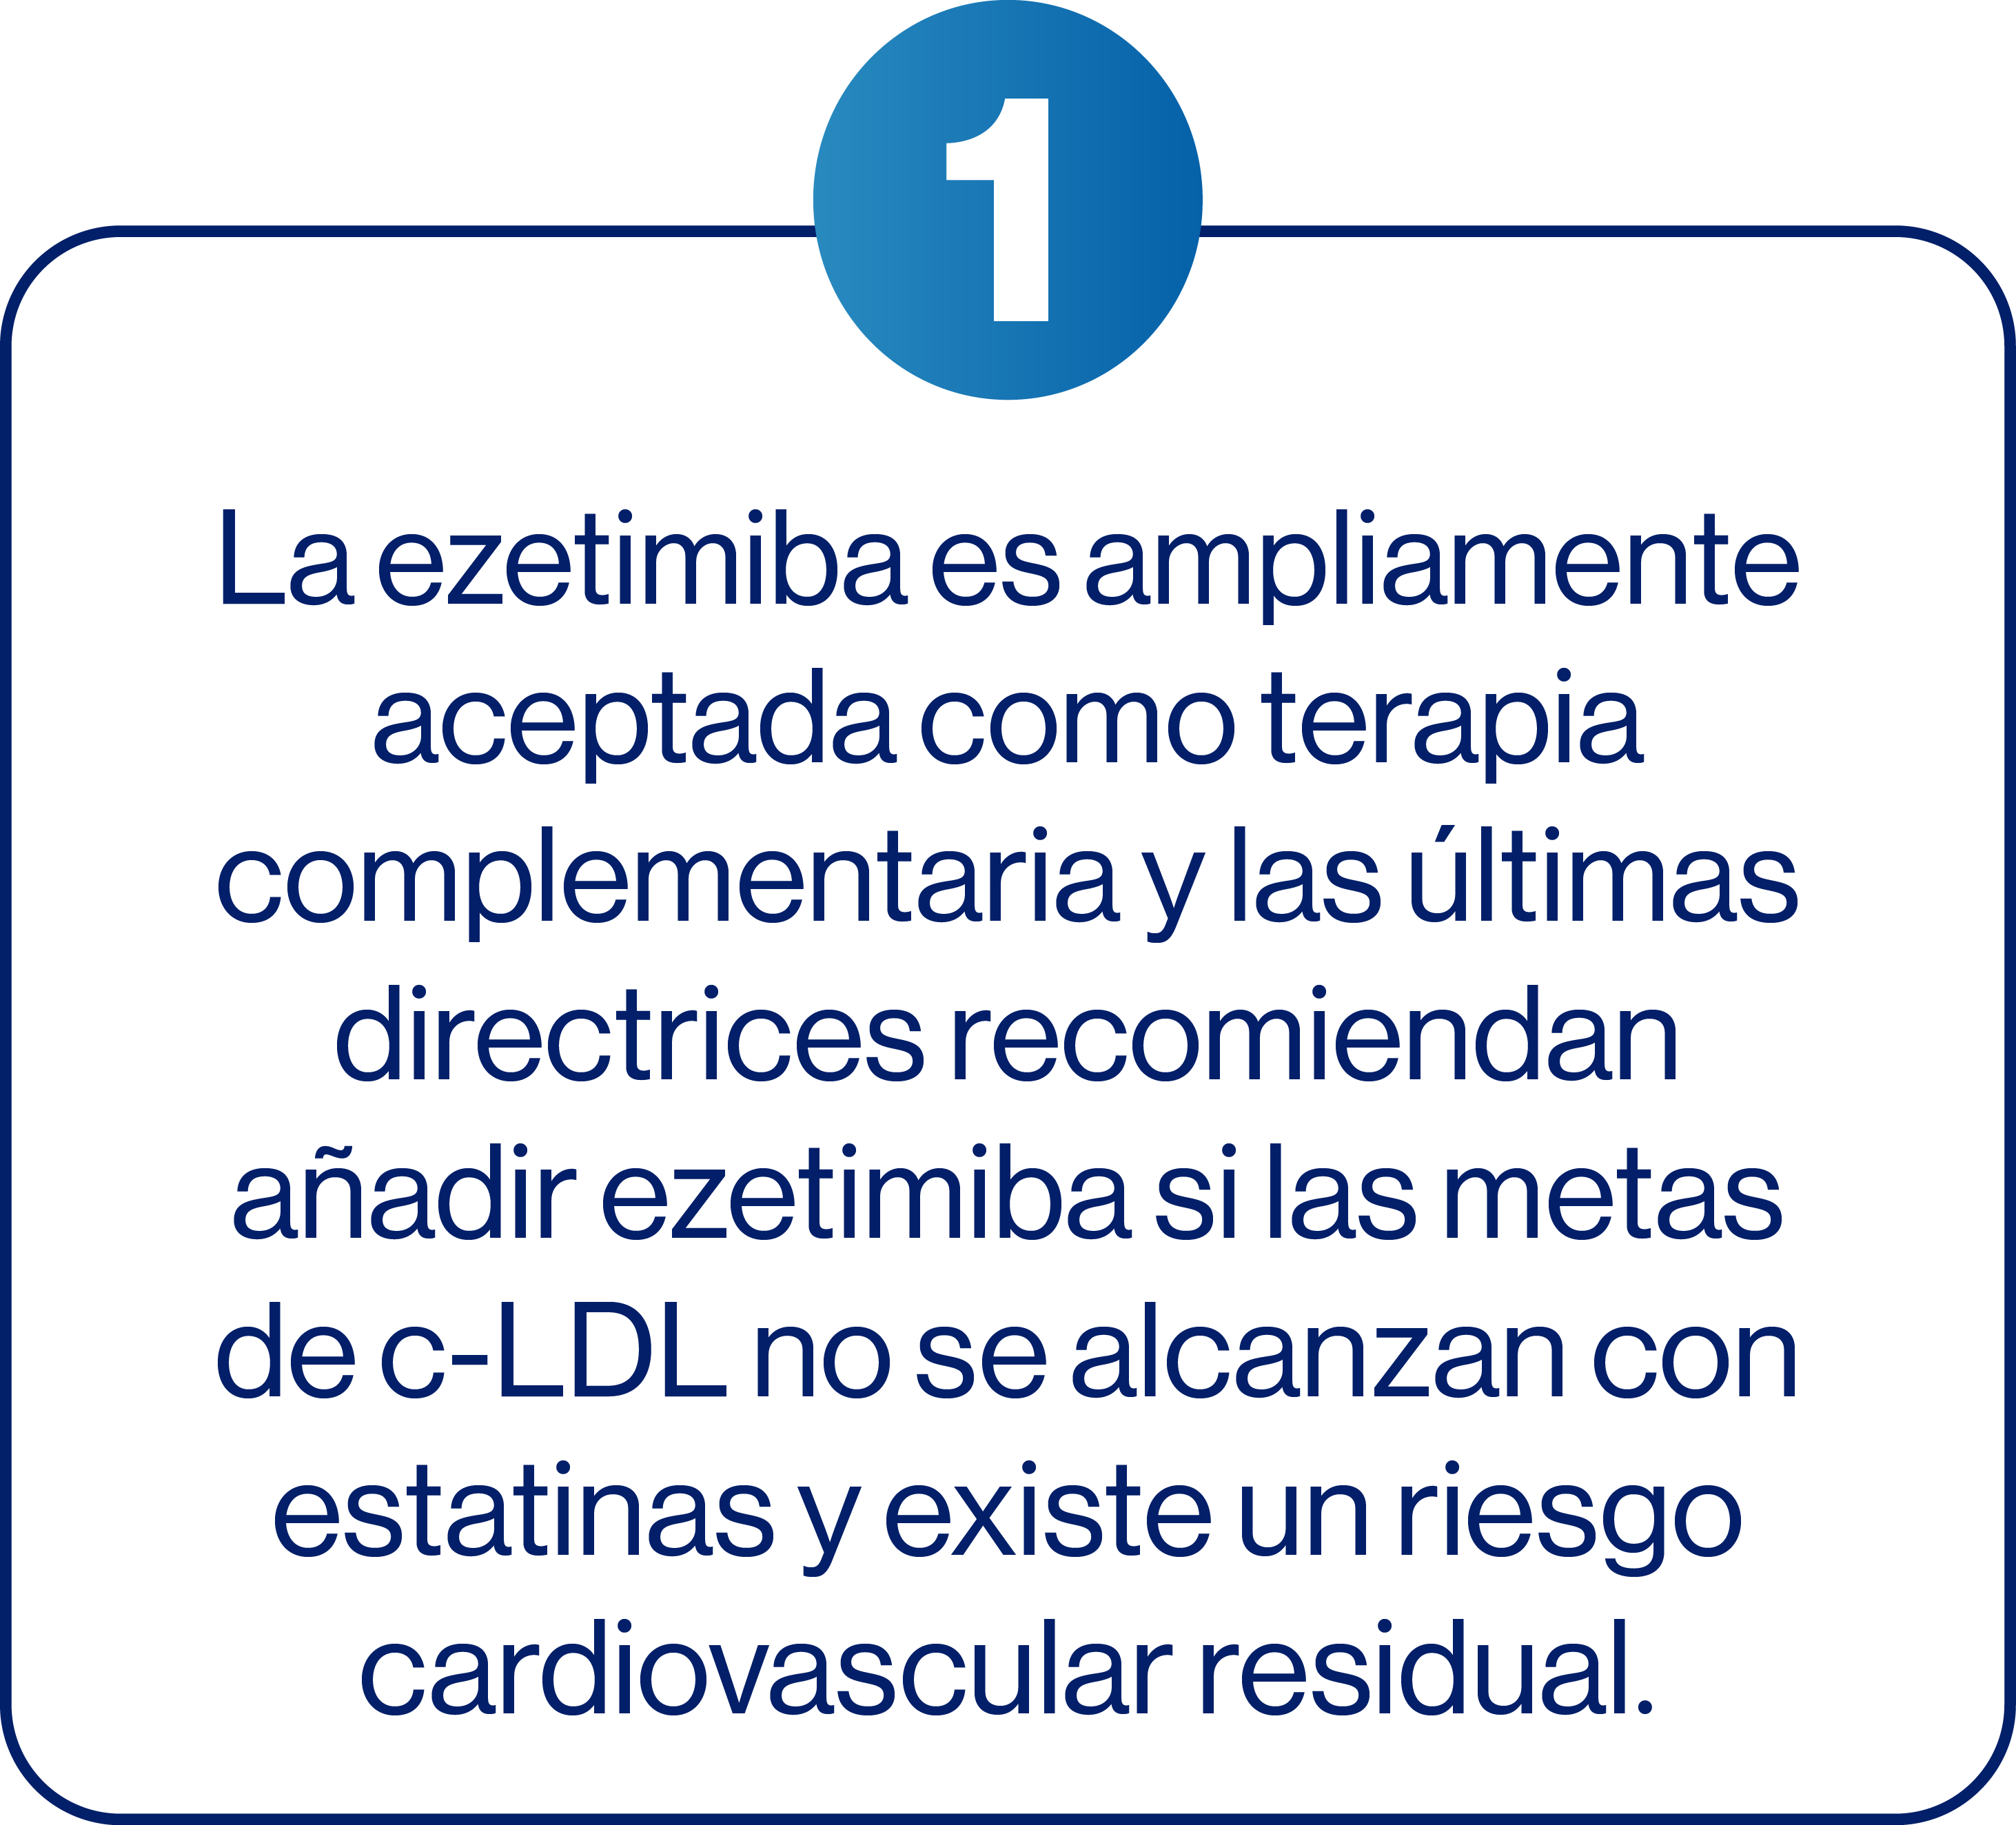 1
La ezetimiba es ampliamente
aceptada como terapia
complementaria y las últimas
directrices recomiendan
añadir ezetimiba si las metas
de c-LDL no se alcanzan con
estatinas y existe un riesgo
cardiovascular residual.